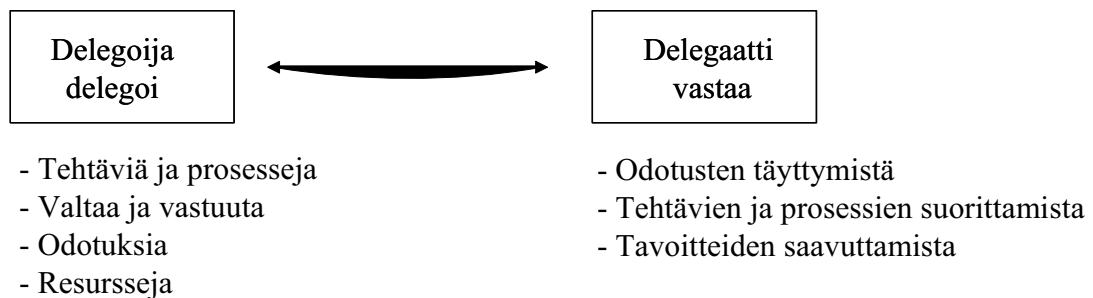 Delegoija
delegoi
Delegaatti
vastaa
- Tehtäviä ja prosesseja
- Valtaa ja vastuuta
- Odotuksia
- Resursseja
- Odotusten täyttymistä
- Tehtävien ja prosessien suorittamista
- Tavoitteiden saavuttamista